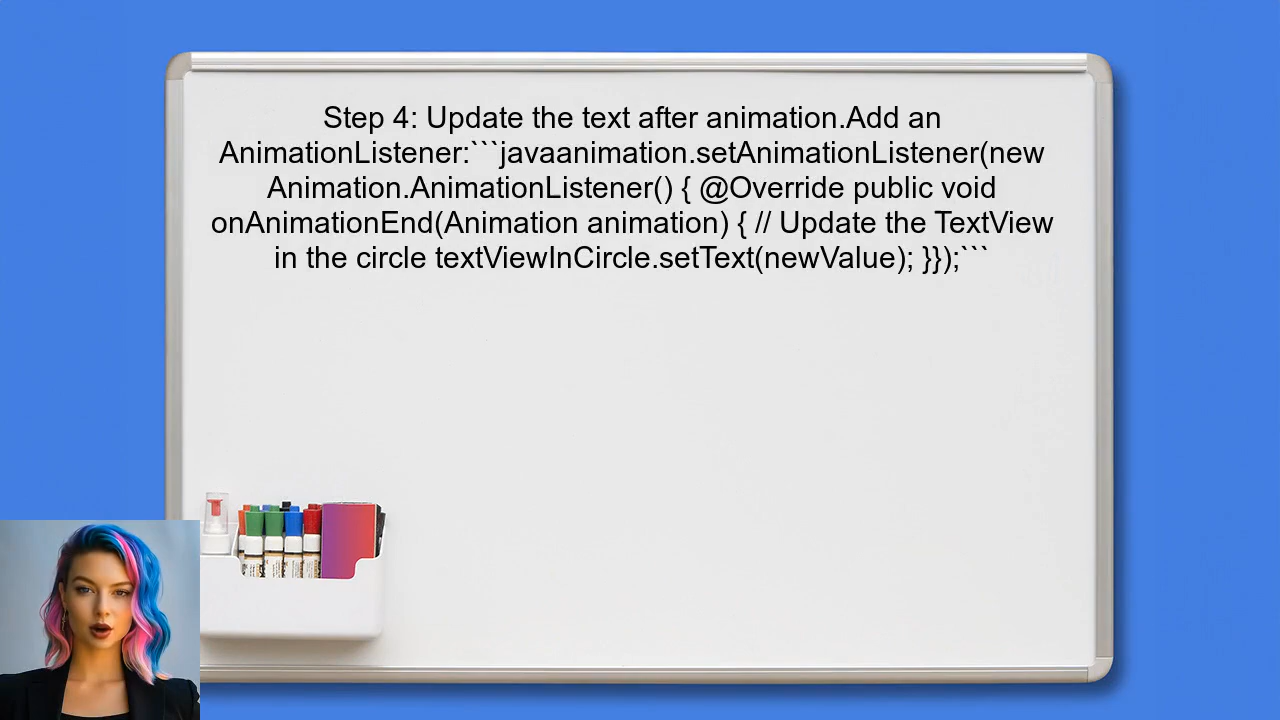 Step 4: Update the text after animation.Add an
AnimationListener:```javaanimation.setAnimationListener(new
Animation.AnimationListener() { @Override public void
onAnimationEnd(Animation animation) { // Update the TextView
in the circle textViewInCircle.setText(newValue); }});```